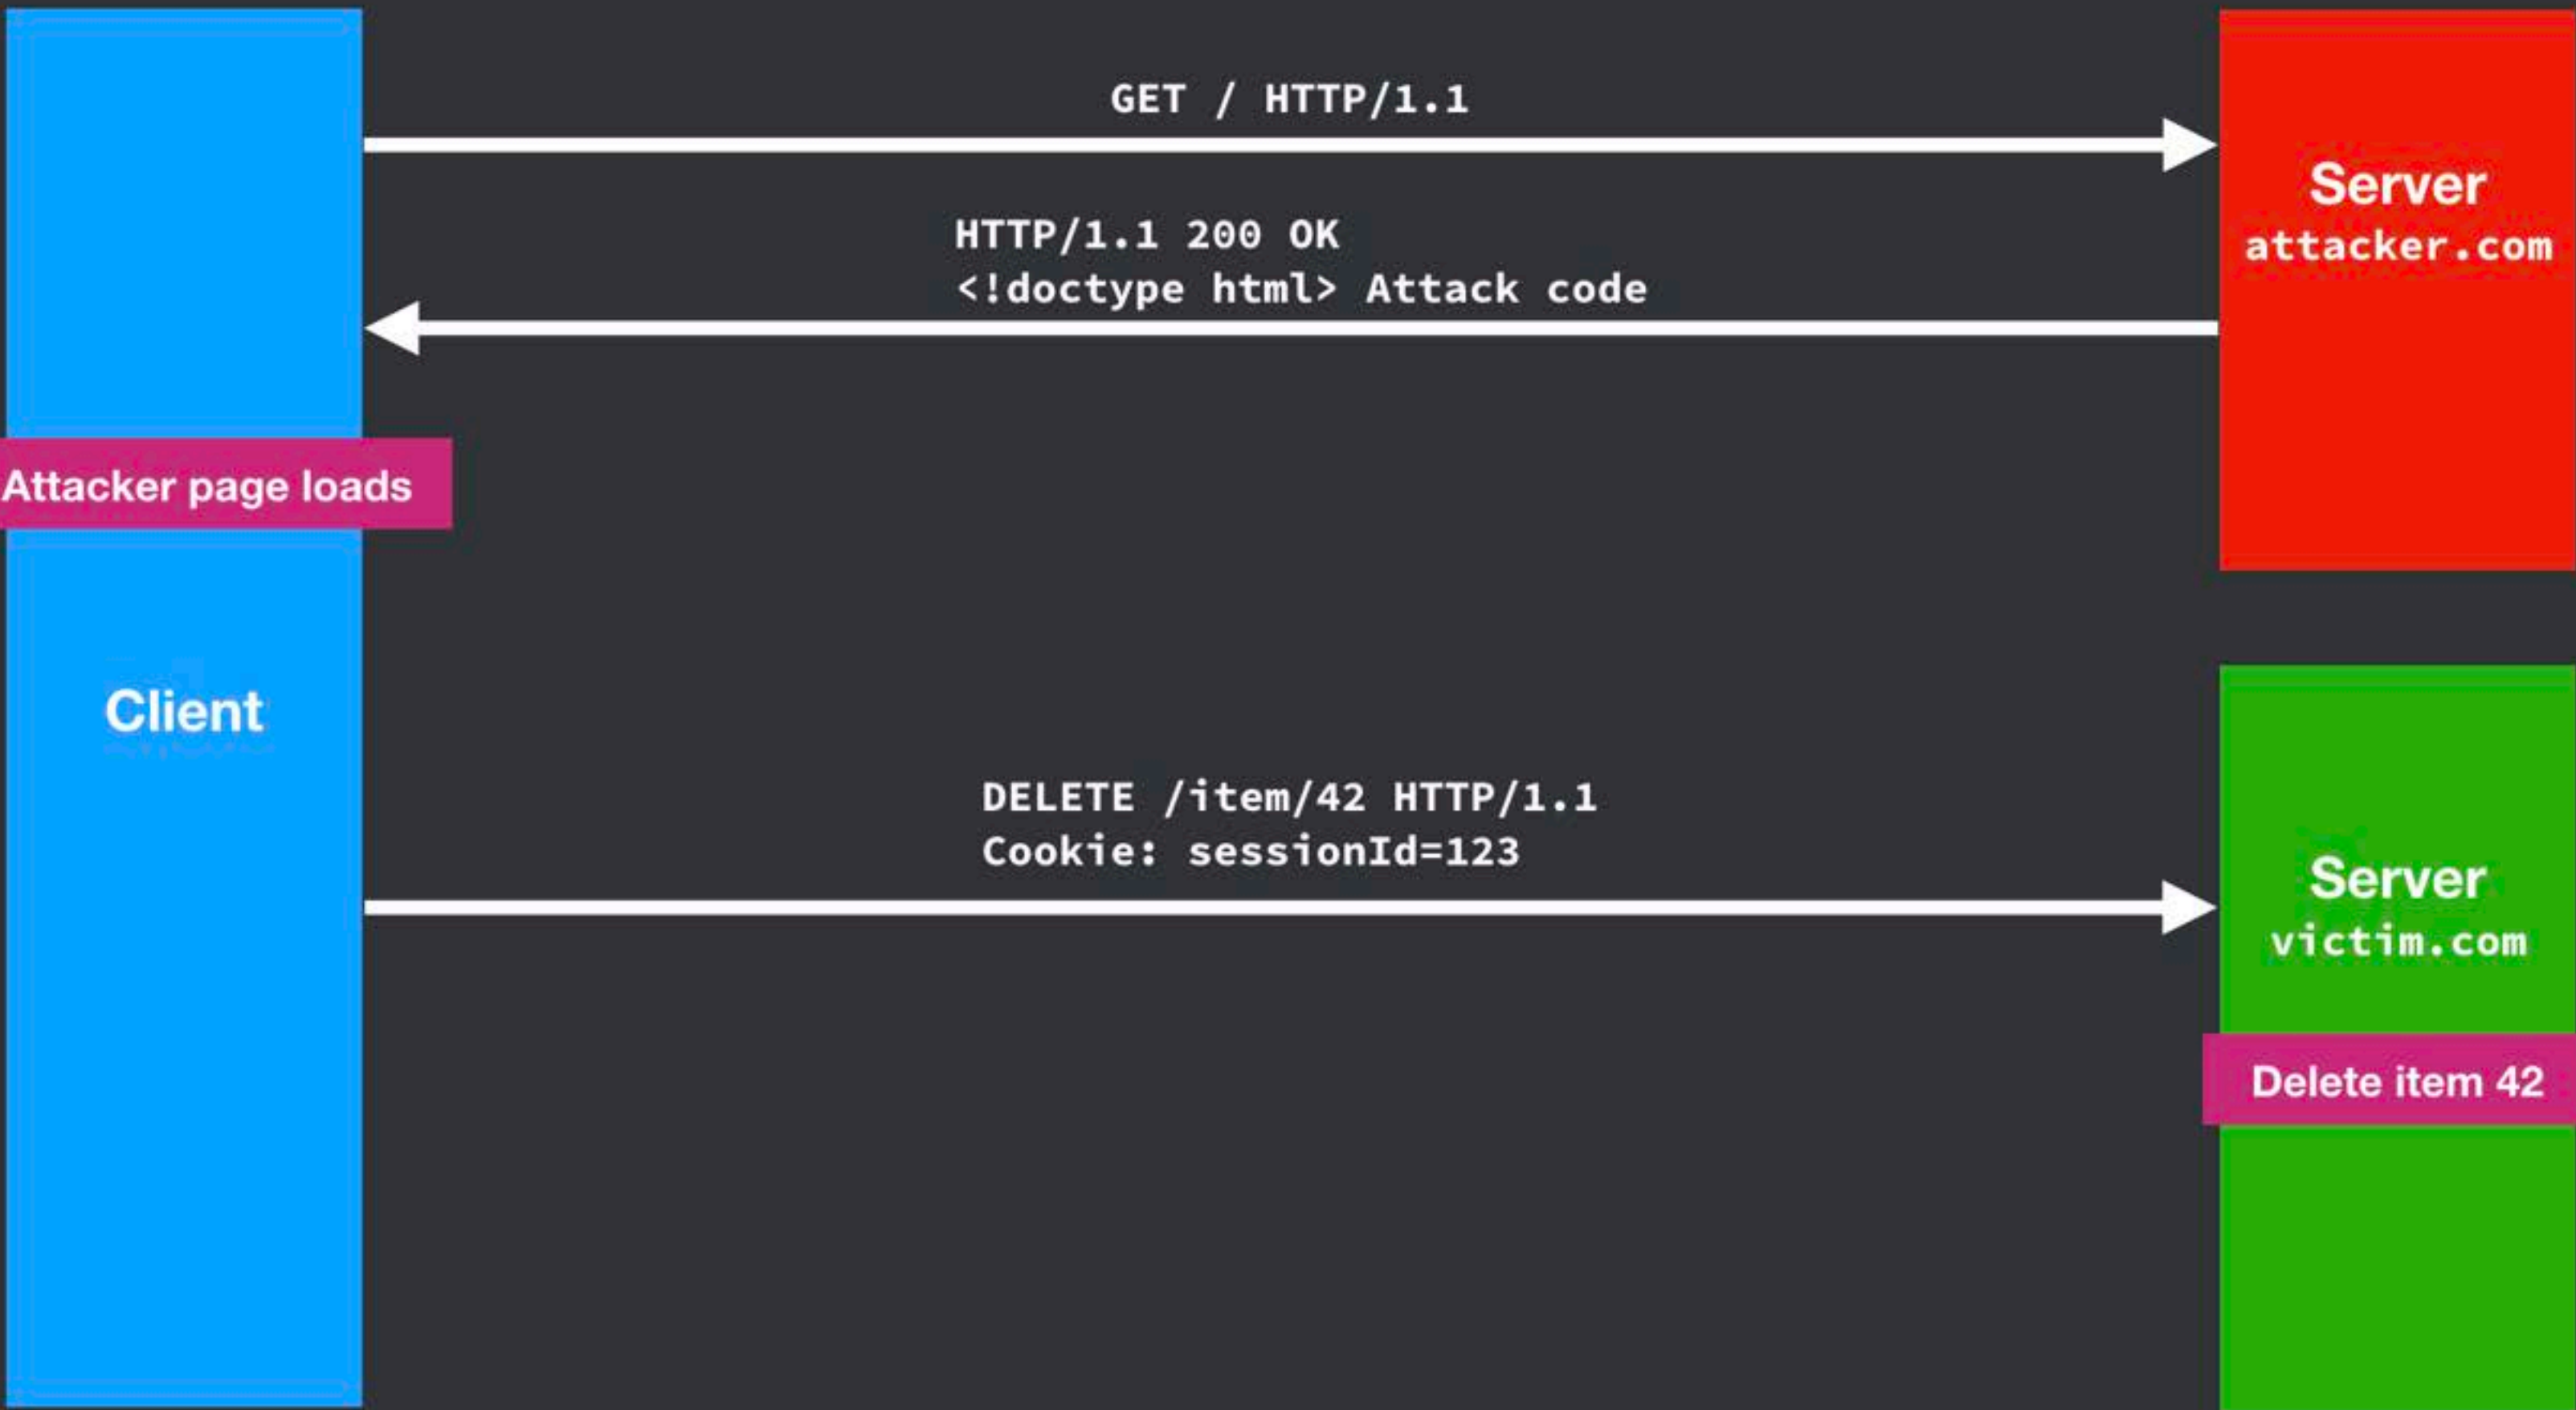 GET / HTTP/1.1
Server
attacker.com
HTTP/1.1 200 OK
<!doctype html> Attack code
Attacker page loads
Client
DELETE /item/42 HTTP/1.1
Cookie: sessionId=123
Server
victim.com
Delete item 42